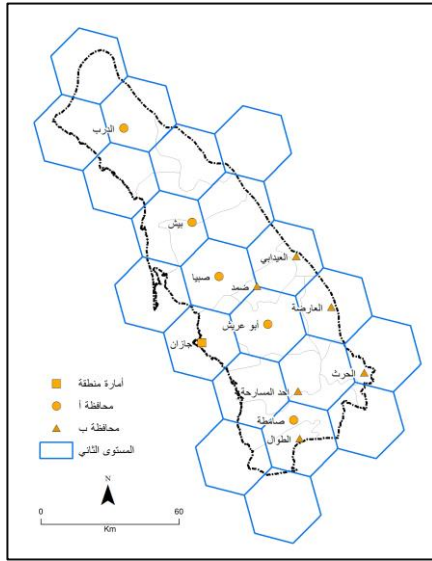 الدرب
بيش
العيدابي
صبيا
ضمد
العارضة
أبو عريش
جازان
الحرث
احد المسارحة
صامطة
الطوال
أمارة منطقة
محافظة أ
محافظة ب
المستوى الثاني
N
0 60
Km